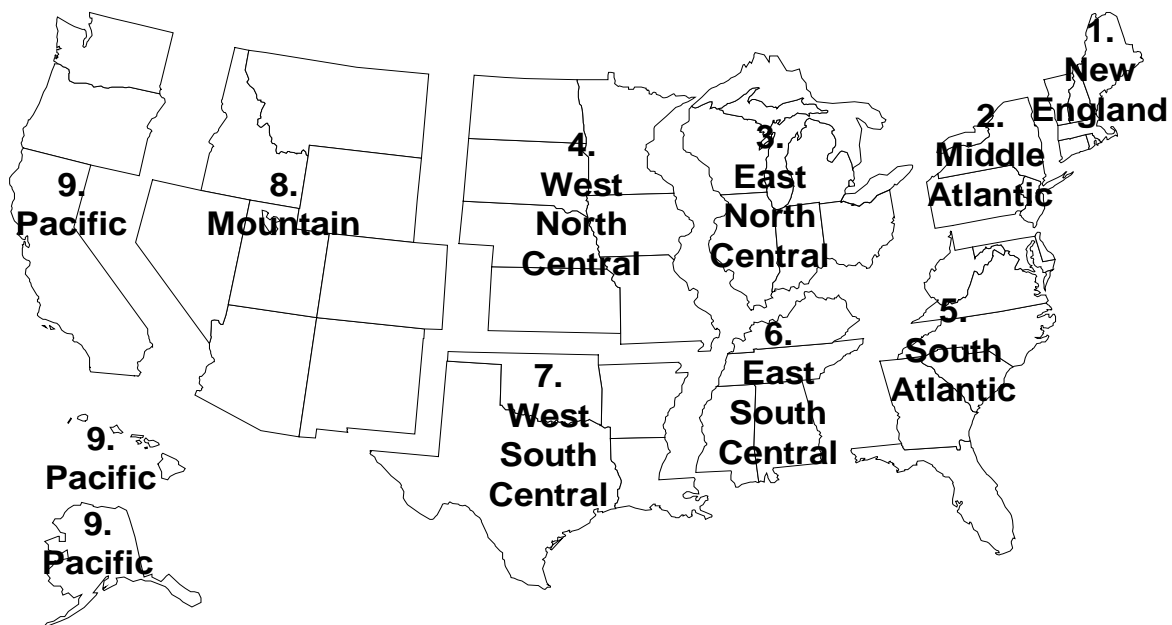 1.
New
England
2.
Middle
Atlantic
3.
East
North
Central
4.
West
North
Central
5.
South
Atlantic
6.
East
South
Central
7.
West
South
Central
8.
Mountain
9.
Pacific
9.
Pacific
9.
Pacific